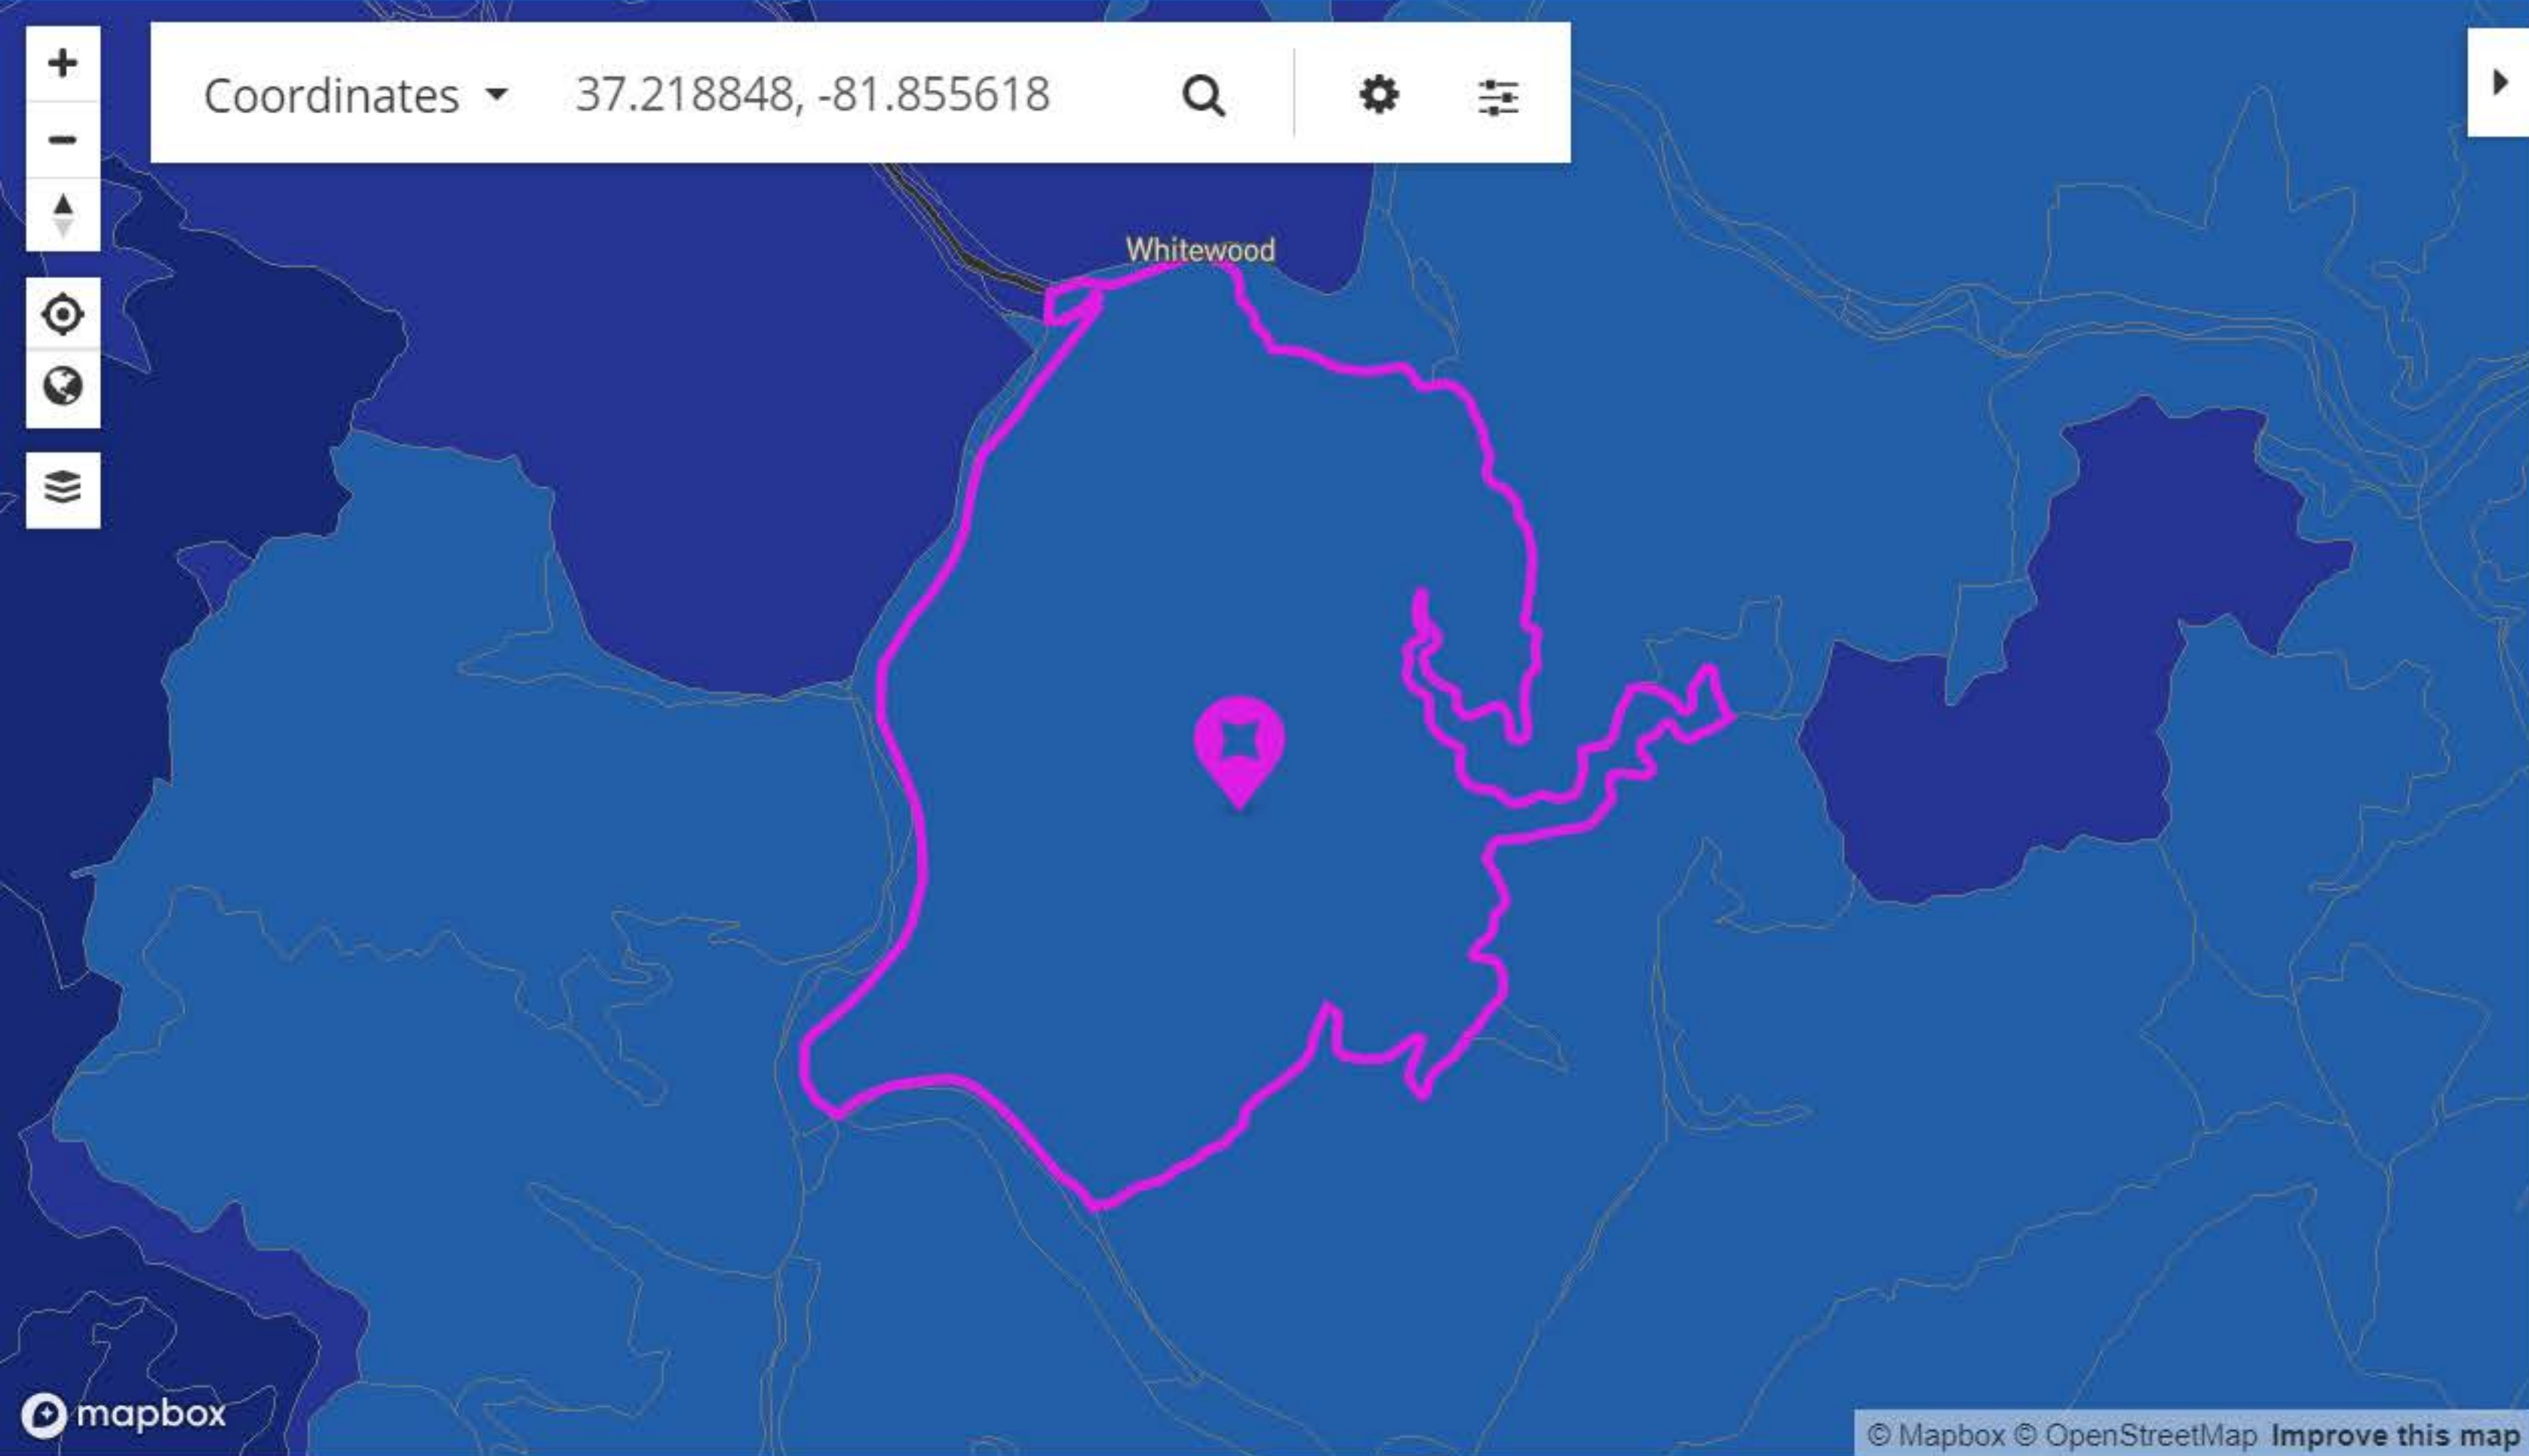 Coordinates 37.218848, -81.855618
Whitewood
mapbox
© Mapbox © OpenStreetMap Improve this map